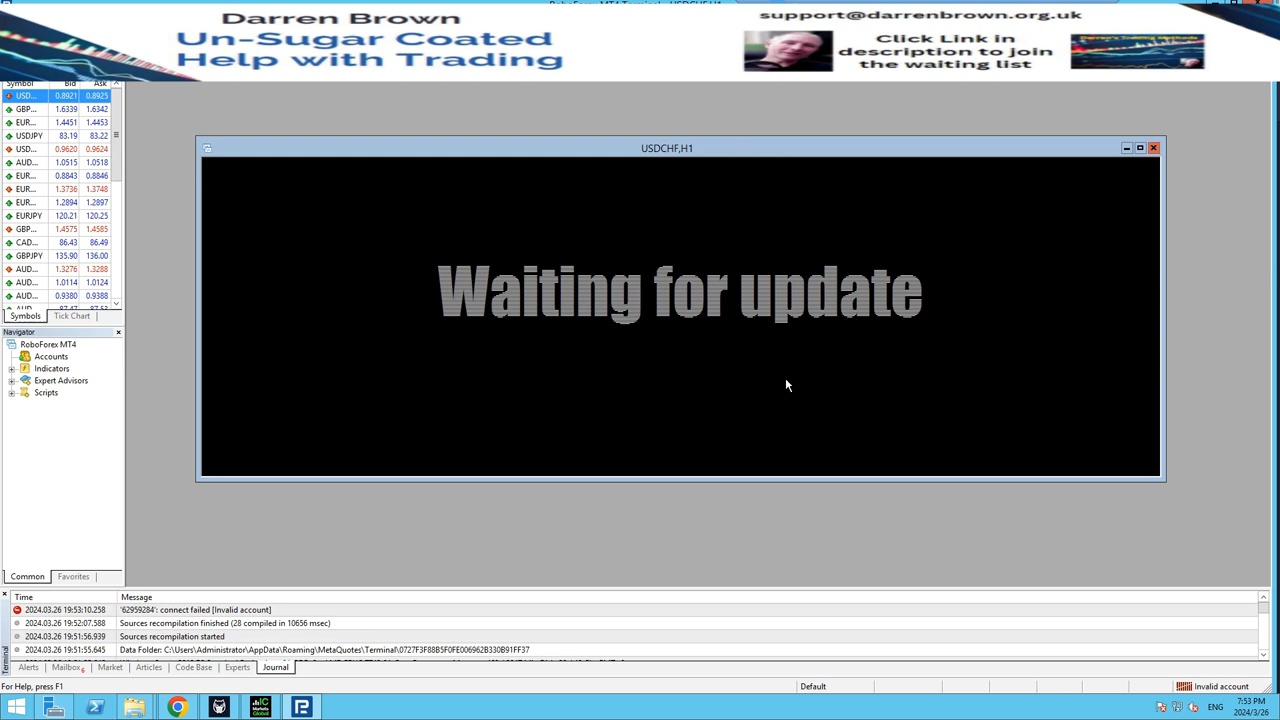 Darren Brown
Un-Sugar Coated
Help with Trading
support@darrenbrown.org.uk
Click Link in
description to join
the waiting list
Symbol Bid Ask
USD... 0.8921 0.8925
GBP... 1.6339 1.6342
EUR... 1.4451 1.4453
USDJPY 83.19 83.22
USD... 0.9620 0.9624
AUD... 1.0515 1.0518
EUR... 0.8843 0.8846
EUR... 1.3736 1.3748
EUR... 1.2894 1.2897
EURJPY 120.21 120.25
GBP... 1.4575 1.4585
CAD... 86.43 86.49
GBPJPY 135.90 136.00
AUD... 1.3276 1.3288
AUD... 1.0114 1.0124
AUD... 0.9380 0.9388
Symbols Tick Chart
Navigator
RoboForex MT4
Accounts
Indicators
Expert Advisors
Scripts
Common Favorites
USDCHF,H1
Waiting for update
Time Message
2024.03.26 19:53:10.258 '62959284': connect failed [Invalid account]
2024.03.26 19:52:07.588 Sources recompilation finished (28 compiled in 10656 msec)
2024.03.26 19:51:56.939 Sources recompilation started
2024.03.26 19:51:55.645 Data Folder: C:\Users\Administrator\AppData\Roaming\MetaQuotes\Terminal\0727F3F88B5F0FE006962B330B91FF37
Terminal
Alerts Mailbox 6 Market Articles Code Base Experts Journal
For Help, press F1 Default Invalid account
IC Markets Global
ENG
7:53 PM
2024/3/26